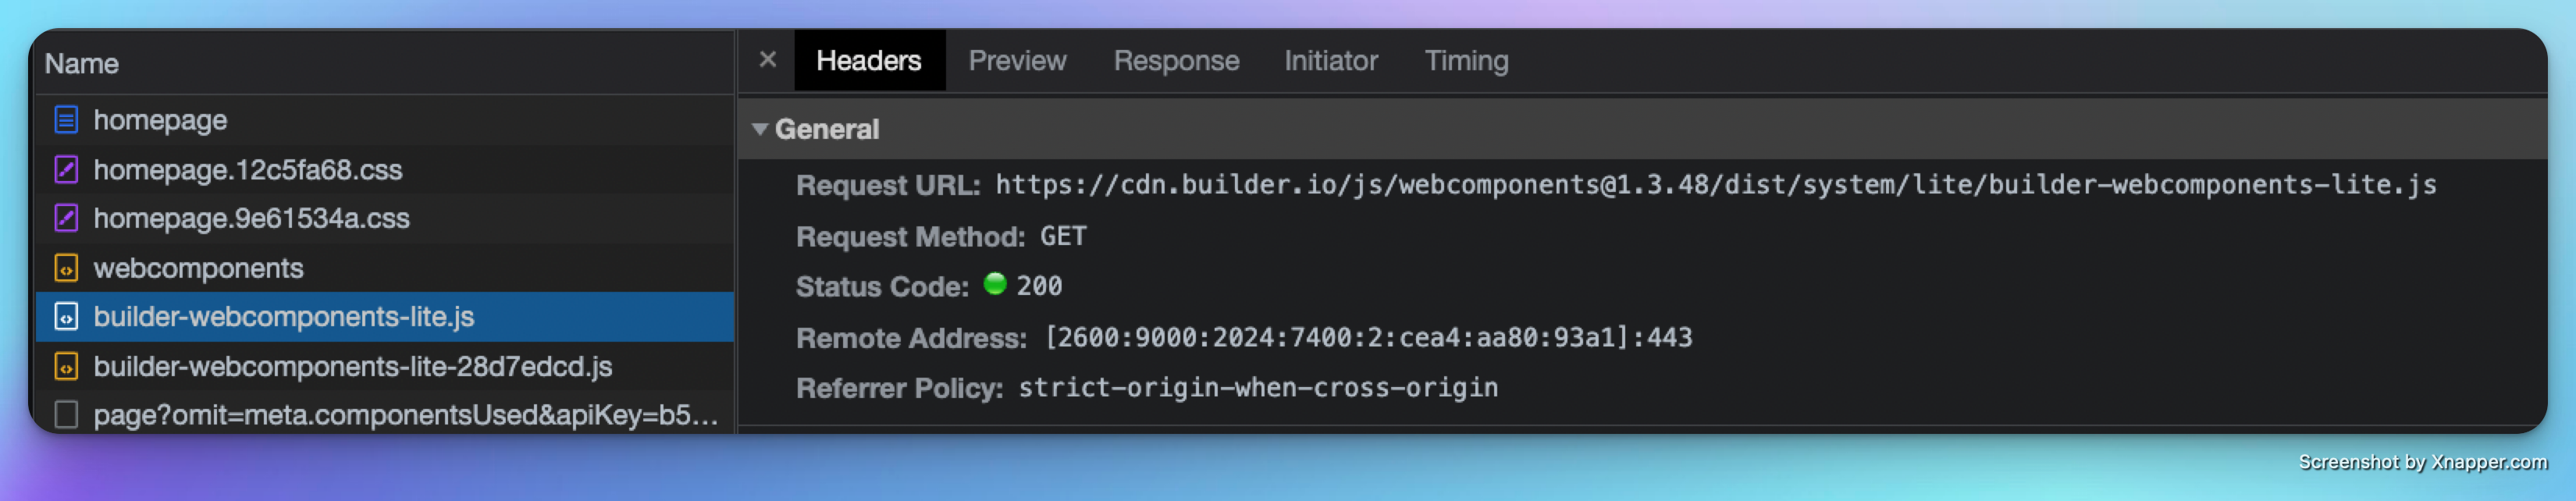 Name
homepage
homepage.12c5fa68.css
homepage.9e61534a.css
webcomponents
builder-webcomponents-lite.js
builder-webcomponents-lite-28d7edcd.js
page?omit=meta.componentsUsed&apiKey=b5...
× Headers Preview Response Initiator Timing
General
Request URL: https://cdn.builder.io/js/webcomponents@1.3.48/dist/system/lite/builder-webcomponents-lite.js
Request Method: GET
Status Code: 200
Remote Address: [2600:9000:2024:7400:2:cea4:aa80:93a1]:443
Referrer Policy: strict-origin-when-cross-origin
Screenshot by Xnapper.com